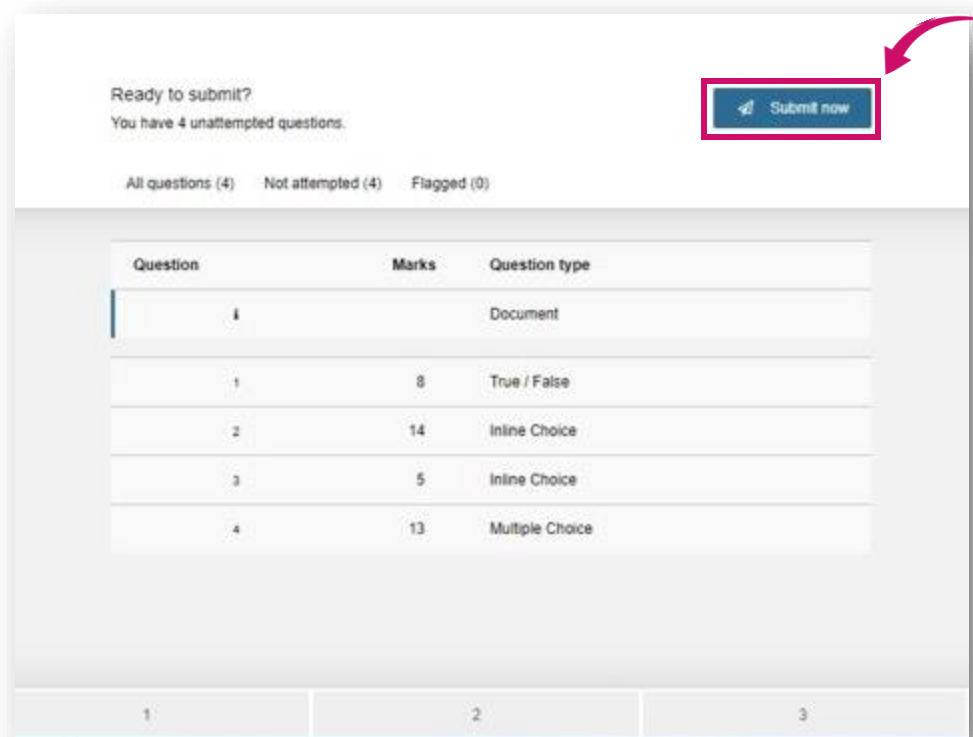 Ready to submit?
You have 4 unattempted questions.
Submit now
All questions (4) Not attempted (4) Flagged (0)
Question Marks Question type
i Document
1 8 True / False
2 14 Inline Choice
3 5 Inline Choice
4 13 Multiple Choice
1 2 3